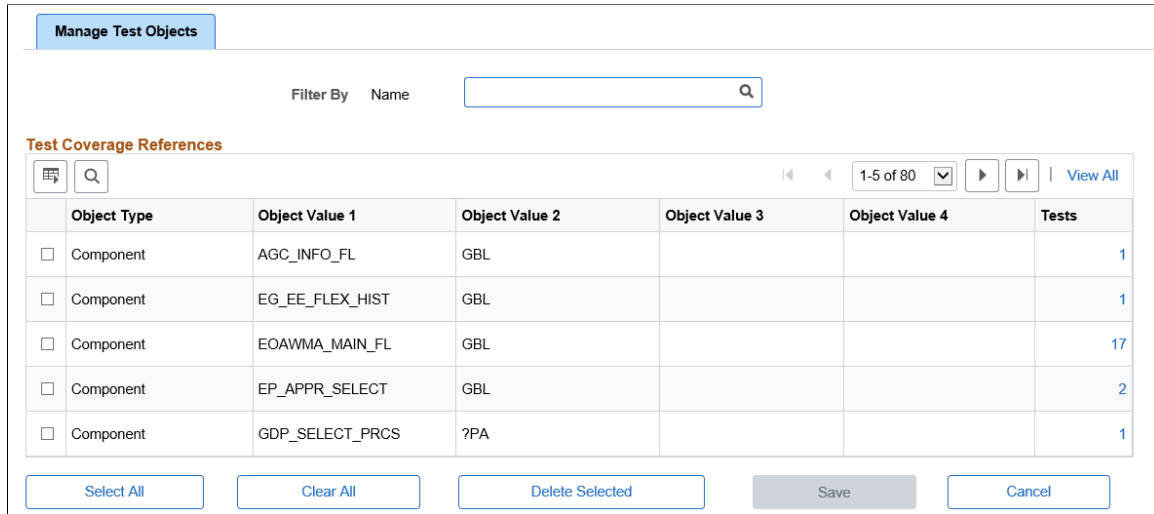 Manage Test Objects
Filter By Name
Test Coverage References
1-5 of 80 | View All
Object Type Object Value 1 Object Value 2 Object Value 3 Object Value 4 Tests
Component AGC_INFO_FL GBL 1
Component EG_EE_FLEX_HIST GBL 1
Component EOAWMA_MAIN_FL GBL 17
Component EP_APPR_SELECT GBL 2
Component GDP_SELECT_PRCS ?PA 1
Select All Clear All Delete Selected Save Cancel